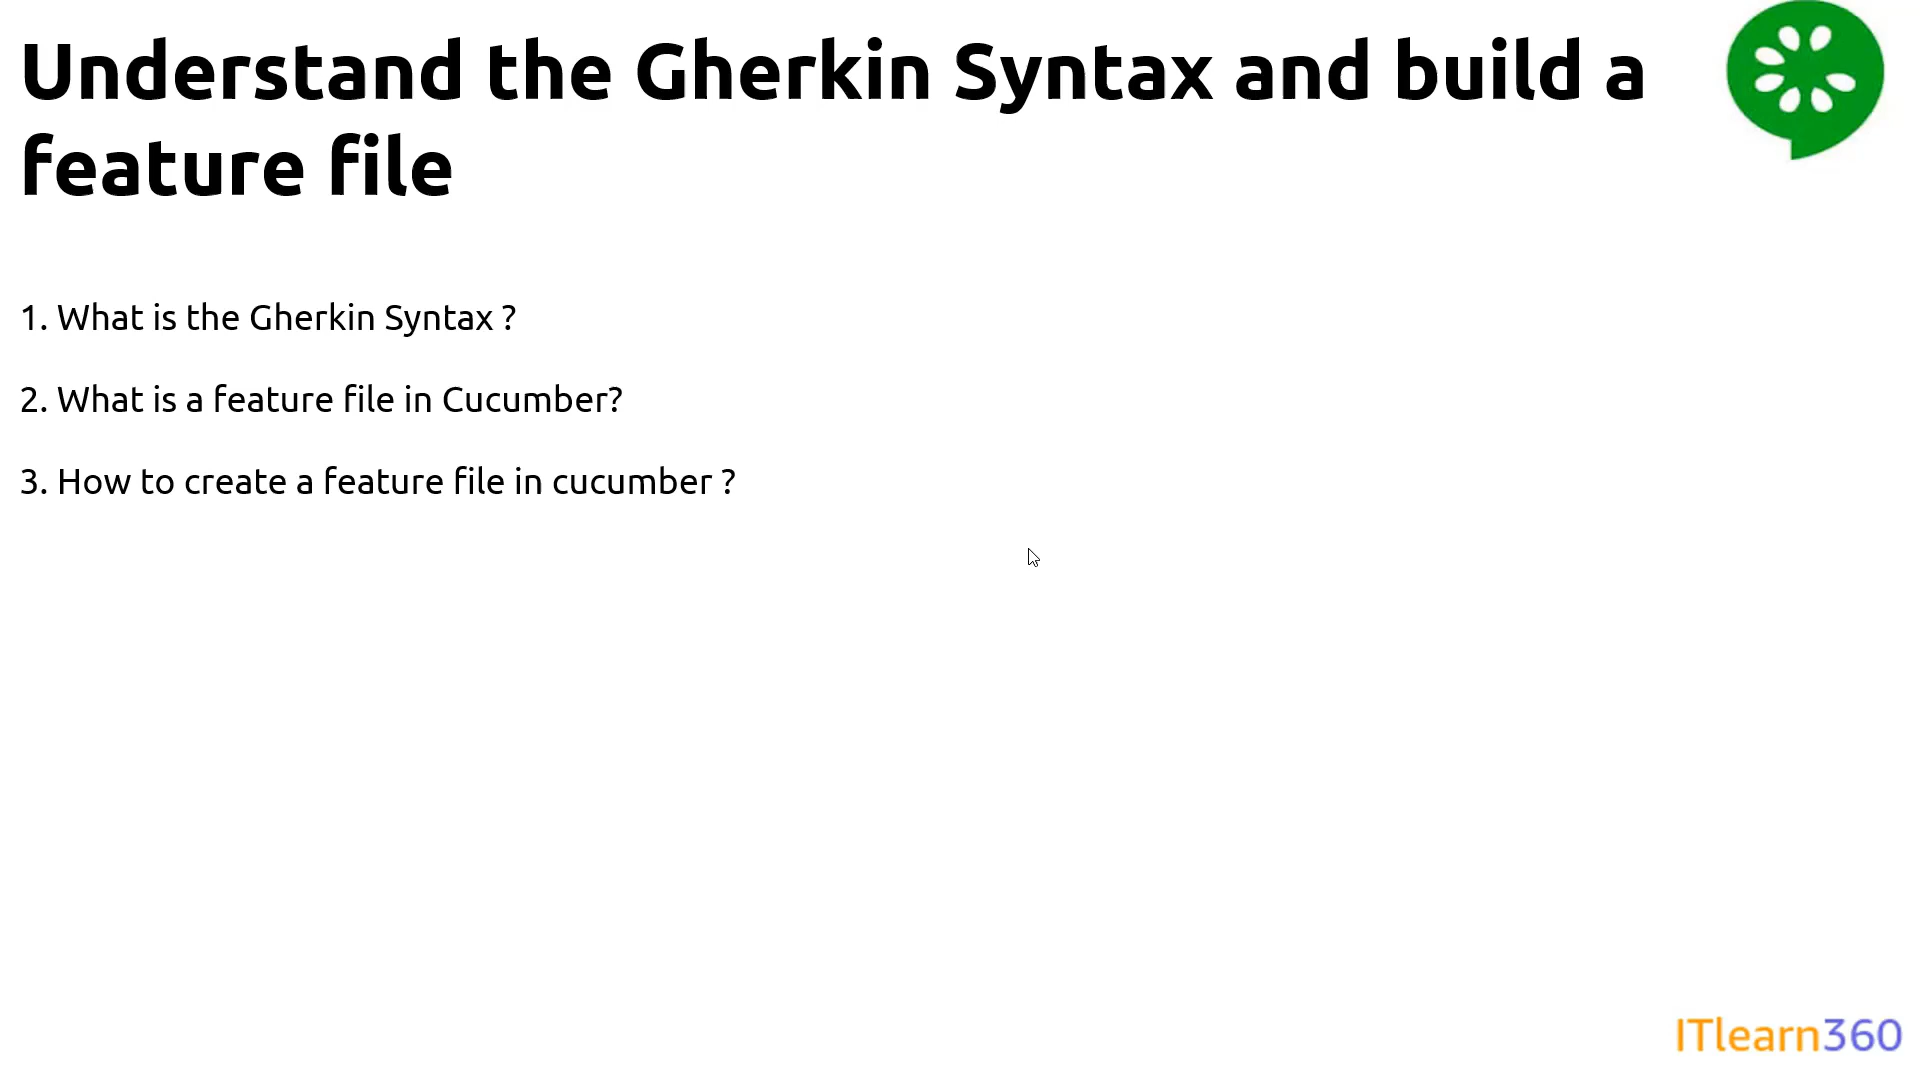 Understand the Gherkin Syntax and build a
feature file
1. What is the Gherkin Syntax ?
2. What is a feature file in Cucumber?
3. How to create a feature file in cucumber ?
ITlearn360